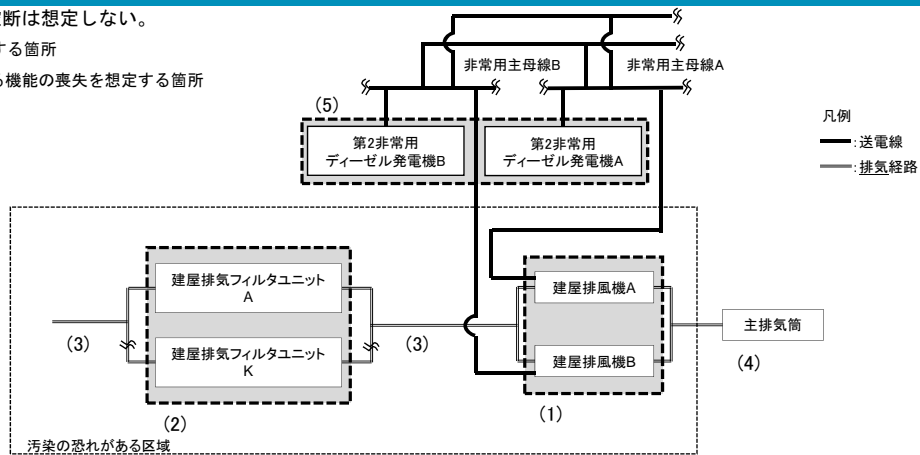 断は想定しない。
する箇所
る機能の喪失を想定する箇所
非常用主母線B
非常用主母線A
(5)
第2非常用
ディーゼル発電機B
第2非常用
ディーゼル発電機A
凡例
:送電線
:排気経路
建屋排気フィルタユニット
A
建屋排気フィルタユニット
K
建屋排風機A
建屋排風機B
主排気筒
(3)
(3)
(4)
(2)
(1)
汚染の恐れがある区域